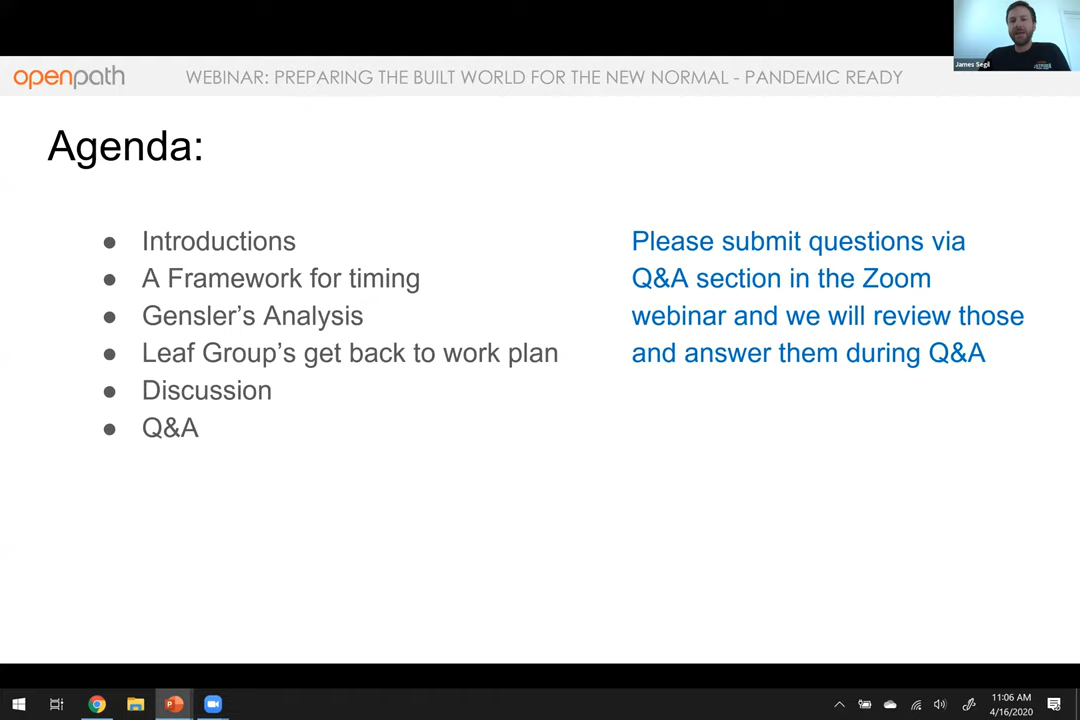 James Segil
openpath
WEBINAR: PREPARING THE BUILT WORLD FOR THE NEW NORMAL - PANDEMIC READY
Agenda:
● Introductions
● A Framework for timing
● Gensler’s Analysis
● Leaf Group’s get back to work plan
● Discussion
● Q&A
Please submit questions via
Q&A section in the Zoom
webinar and we will review those
and answer them during Q&A
11:06 AM
4/16/2020